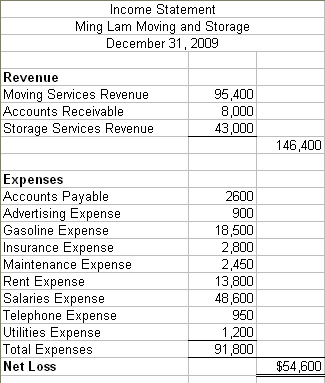 Income Statement
Ming Lam Moving and Storage
December 31, 2009
Revenue
Moving Services Revenue 95,400
Accounts Receivable 8,000
Storage Services Revenue 43,000
146,400
Expenses
Accounts Payable 2600
Advertising Expense 900
Gasoline Expense 18,500
Insurance Expense 2,800
Maintenance Expense 2,450
Rent Expense 13,800
Salaries Expense 48,600
Telephone Expense 950
Utilities Expense 1,200
Total Expenses 91,800
Net Loss $54,600